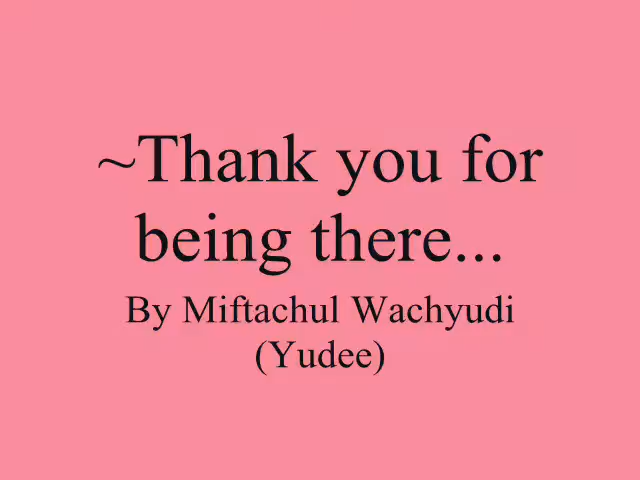 ~Thank you for
being there...
By Miftachul Wachyudi
(Yudee)